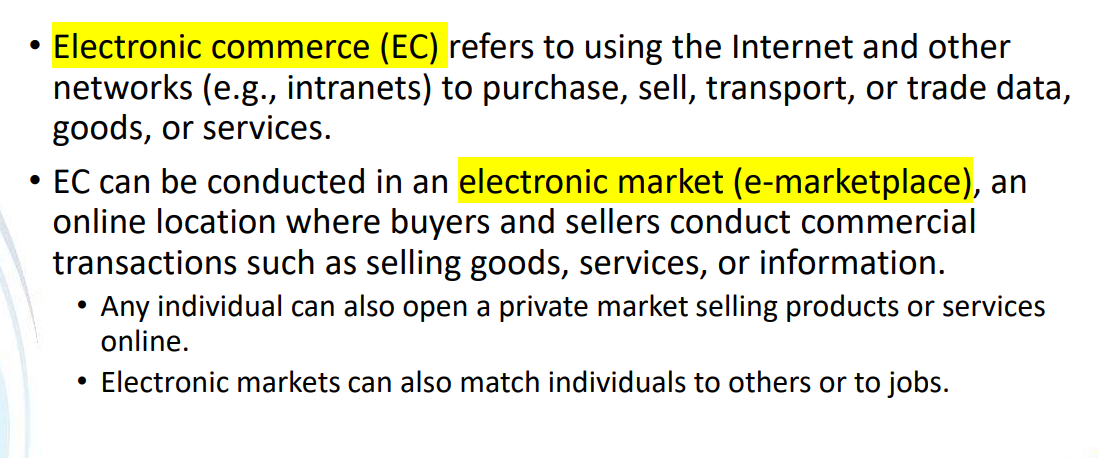 • Electronic commerce (EC) refers to using the Internet and other
networks (e.g., intranets) to purchase, sell, transport, or trade data,
goods, or services.
• EC can be conducted in an electronic market (e-marketplace), an
online location where buyers and sellers conduct commercial
transactions such as selling goods, services, or information.
• Any individual can also open a private market selling products or services
online.
• Electronic markets can also match individuals to others or to jobs.